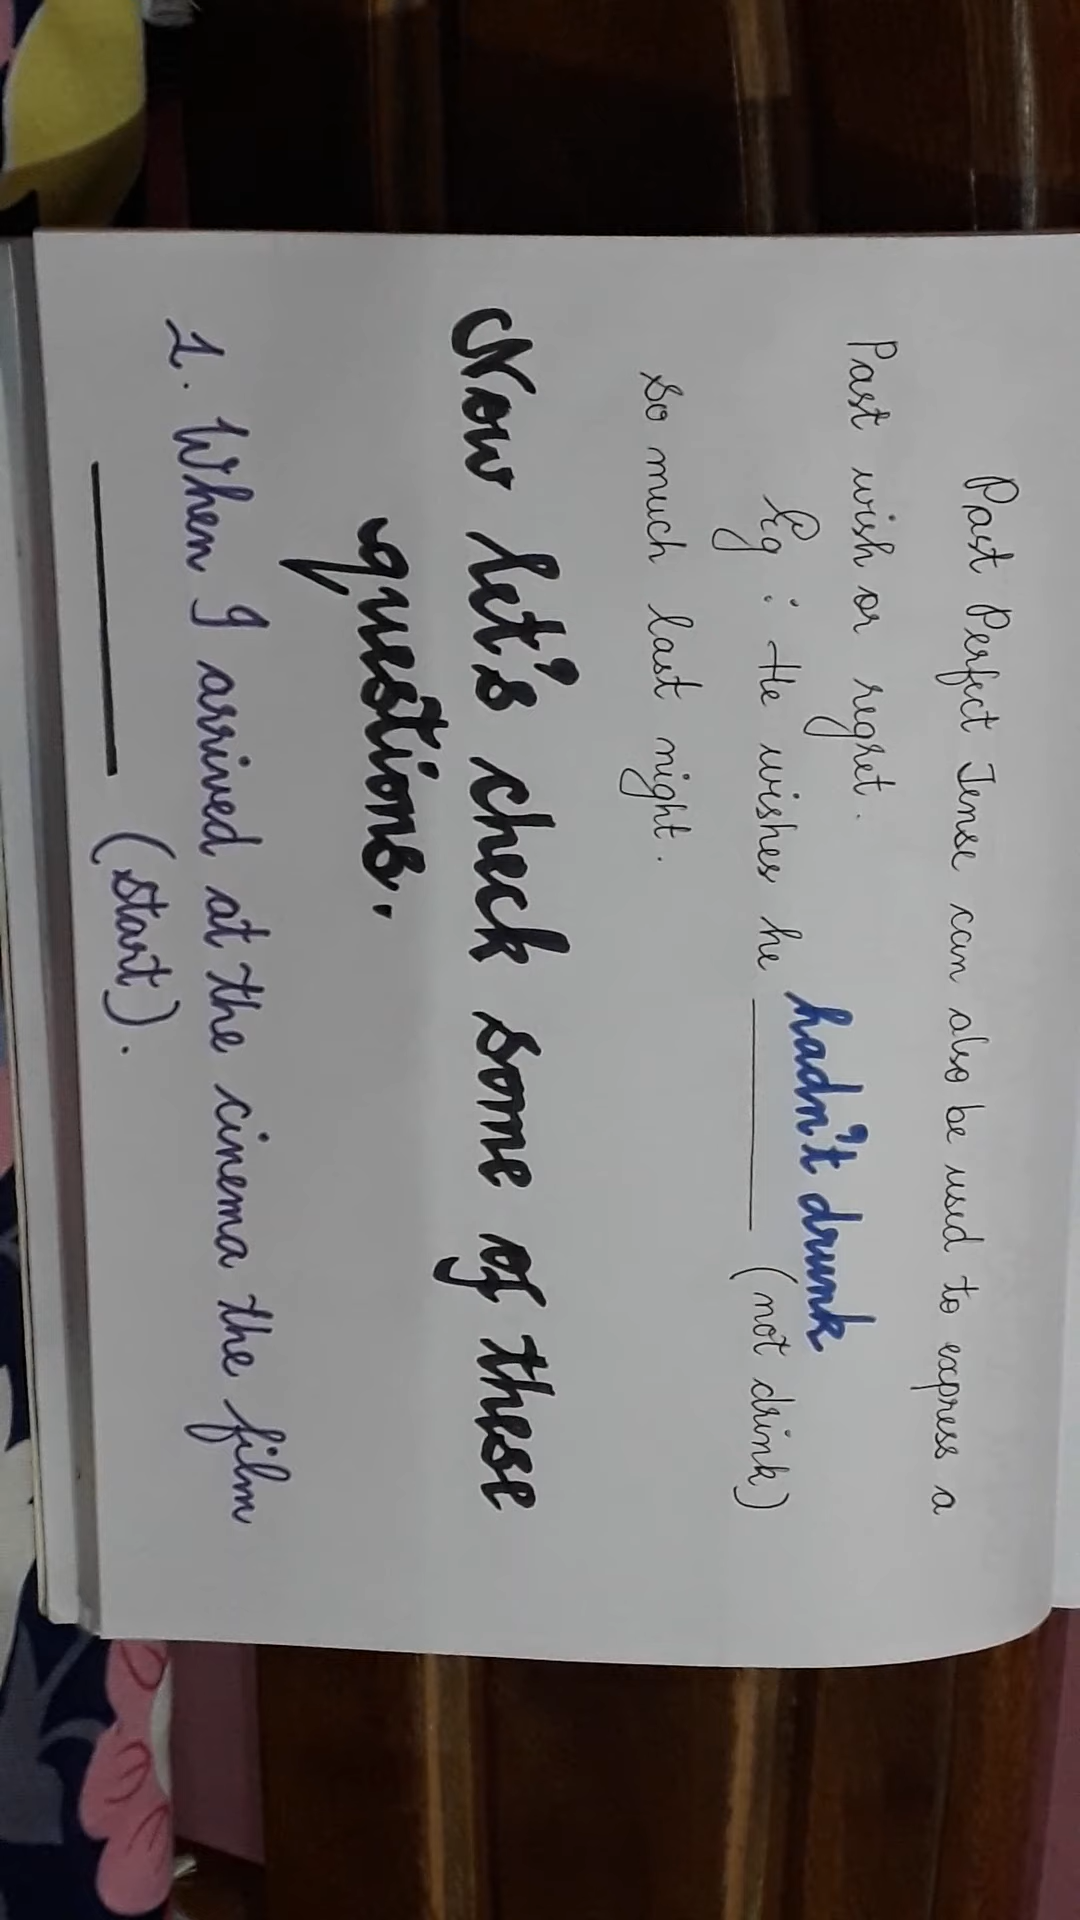 Past Perfect Tense can also be used to express a
Past wish or regret.
Eg : He wishes he hadn't drunk (not drink)
so much last night.
Now let's check some of these
questions.
1. When I arrived at the cinema the film
______ (start).